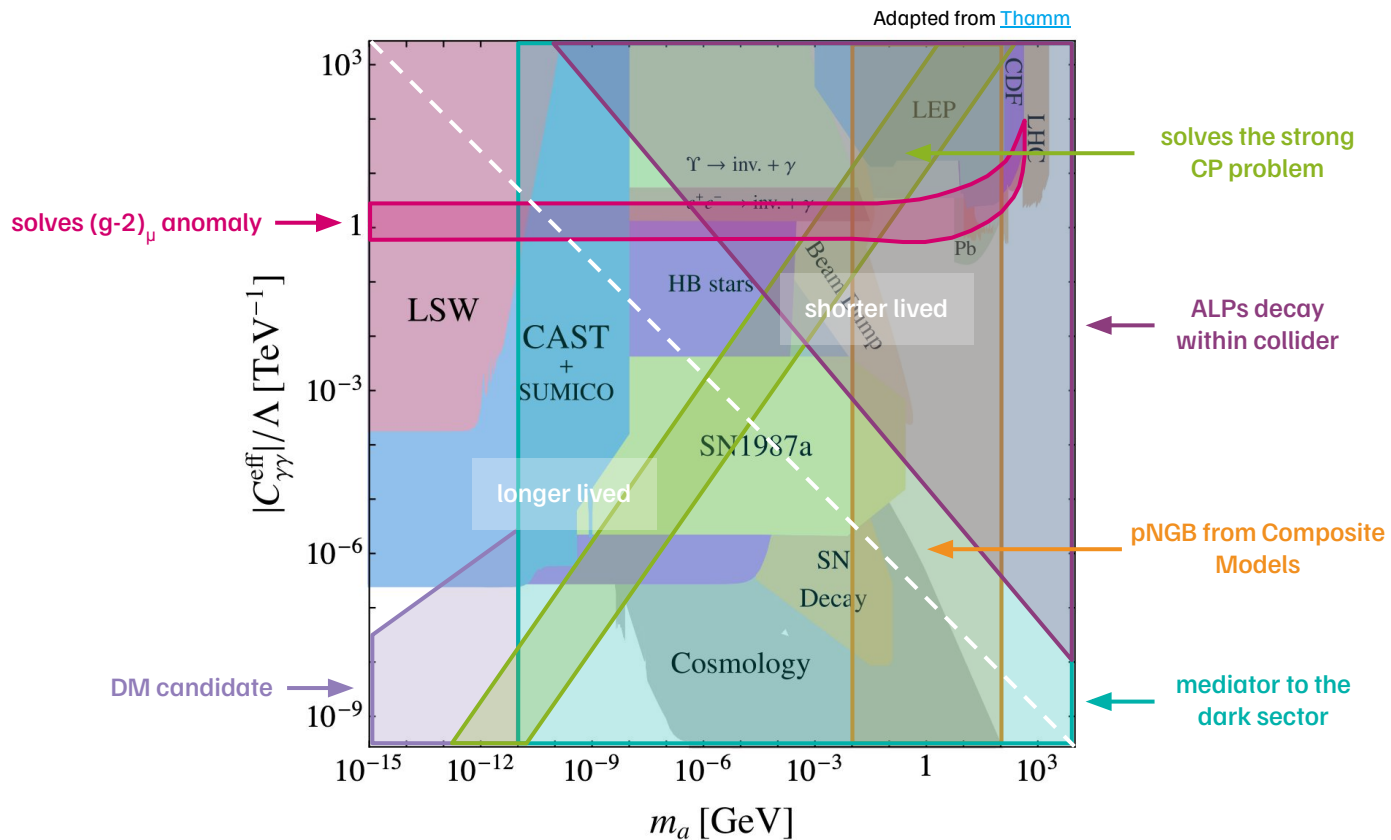 Adapted from Thamm
10³
1
10⁻³
10⁻⁶
10⁻⁹
|C_γγ^eff|/Λ [TeV⁻¹]
10⁻¹⁵
10⁻¹²
10⁻⁹
10⁻⁶
10⁻³
1
10³
m_a [GeV]
LEP
CDF
LHC
Υ → inv. + γ
e⁺e⁻ → inv. + γ
Pb
Beam Dump
LSW
HB stars
shorter lived
CAST
+
SUMICO
SN1987a
longer lived
SN
Decay
Cosmology
solves (g-2)_μ anomaly
DM candidate
solves the strong
CP problem
ALPs decay
within collider
pNGB from Composite
Models
mediator to the
dark sector